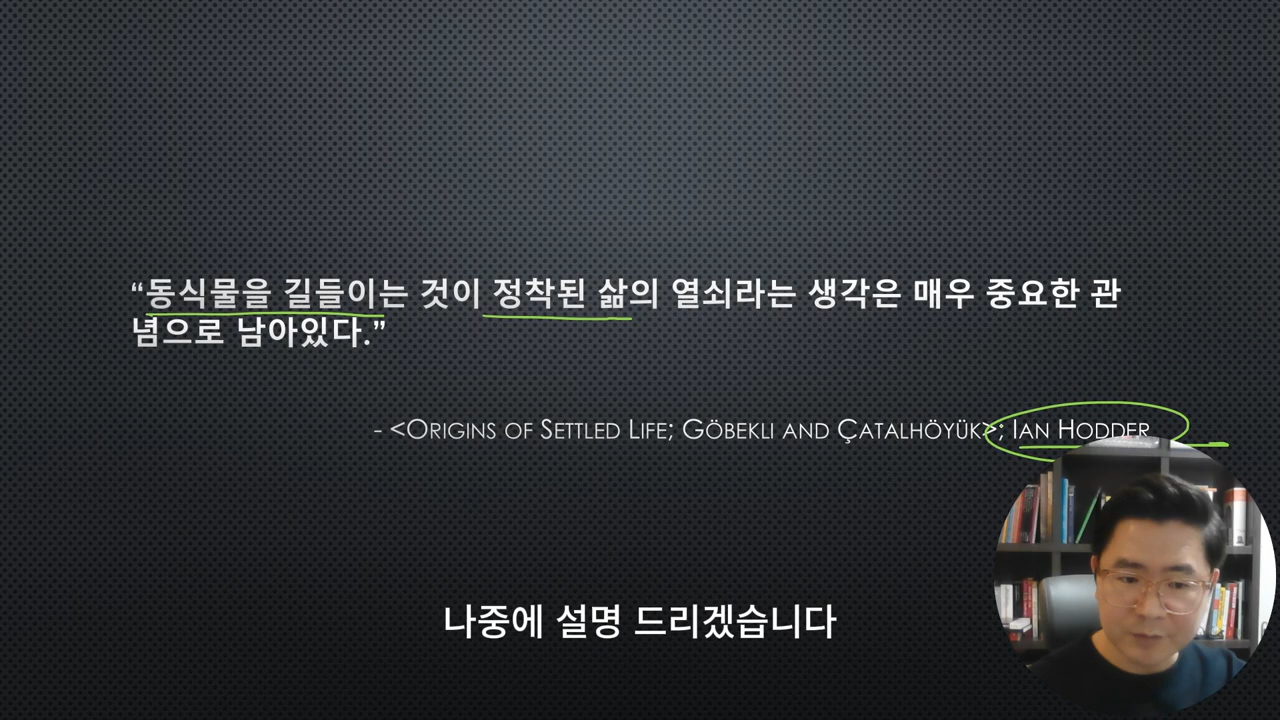 “동식물을 길들이는 것이 정착된 삶의 열쇠라는 생각은 매우 중요한 관
념으로 남아있다.”
- <Origins of Settled Life; Göbekli and Çatalhöyük>; Ian Hodder
나중에 설명 드리겠습니다